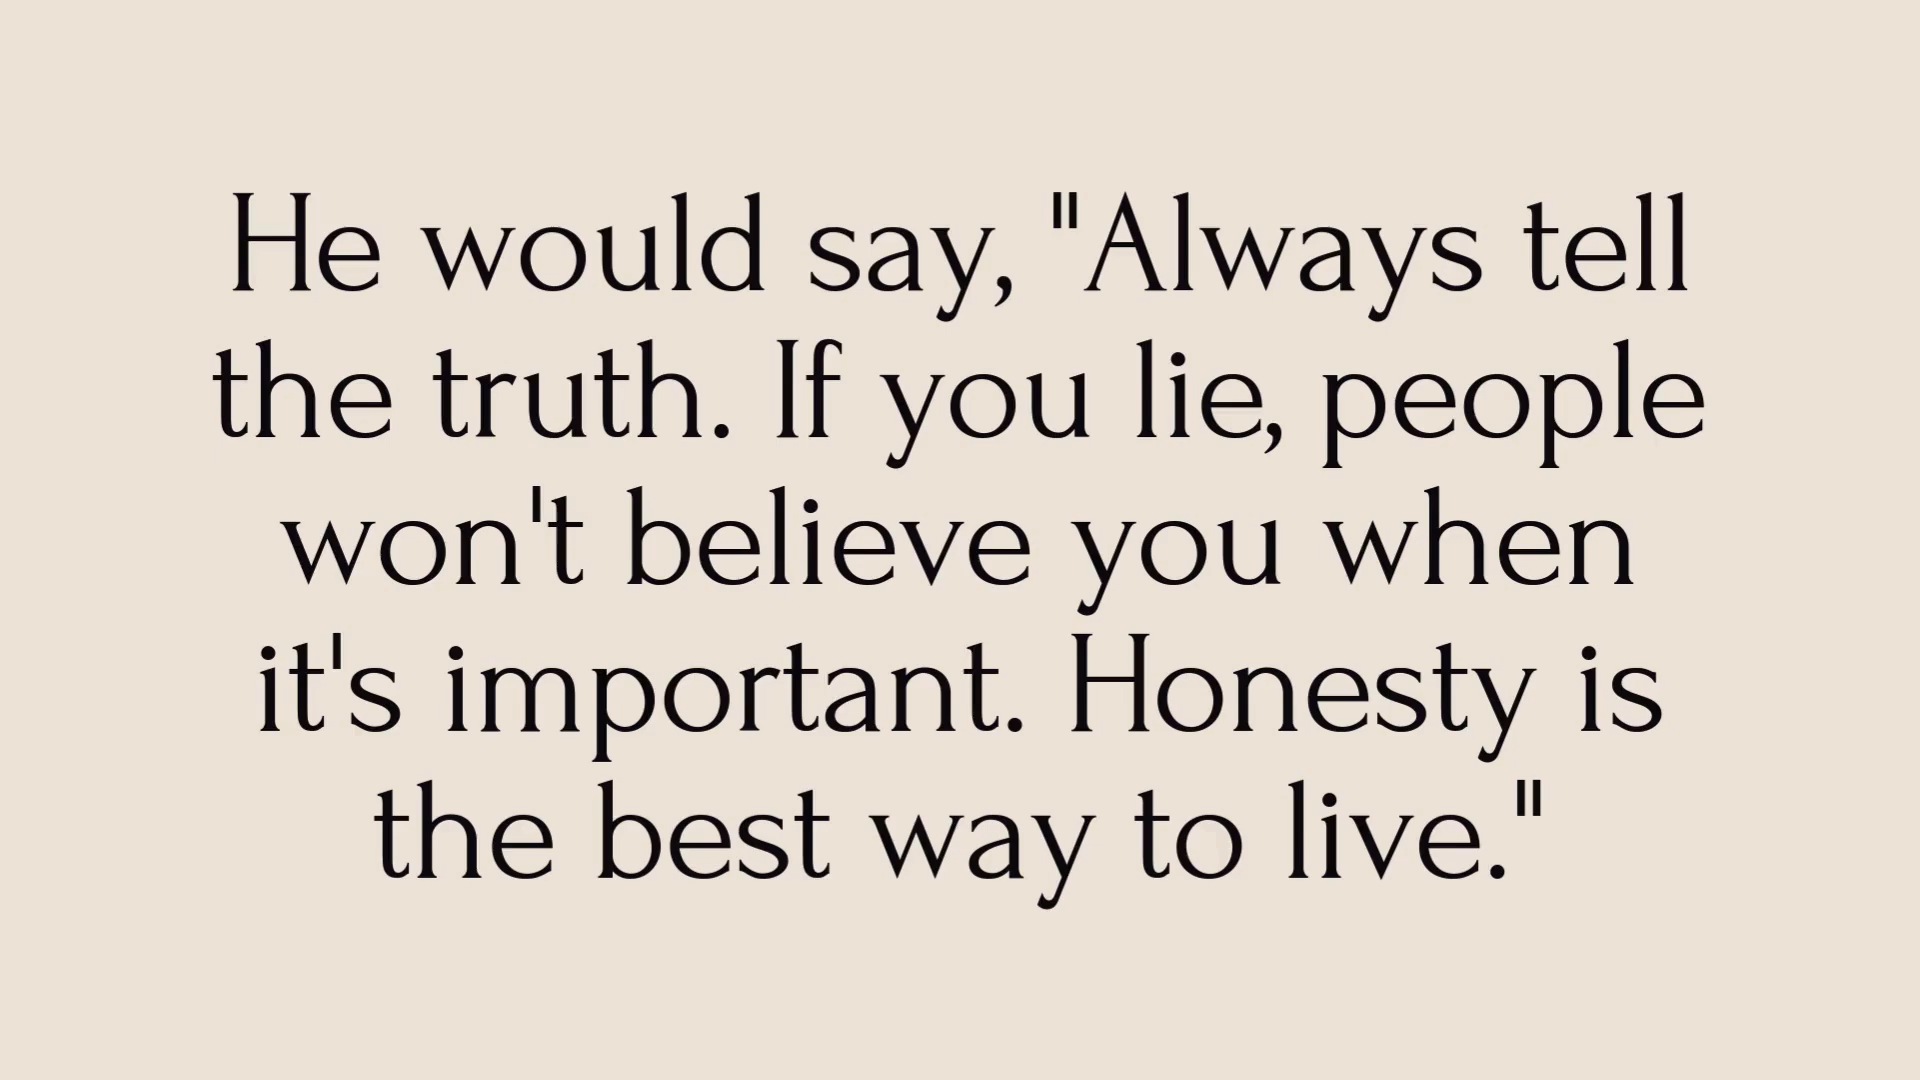 He would say, "Always tell
the truth. If you lie, people
won't believe you when
it's important. Honesty is
the best way to live."